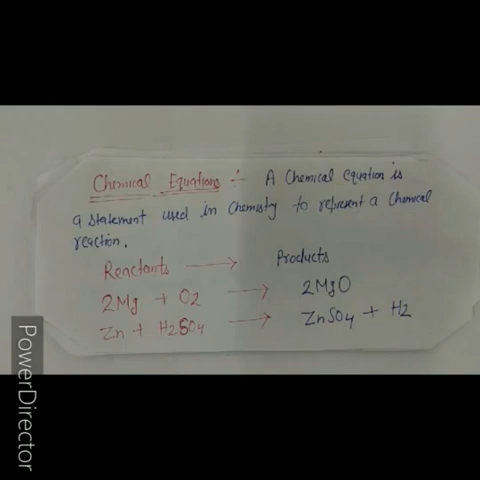 Chemical Equations :- A Chemical equation is
a statement used in Chemistry to represent a Chemical
reaction.
Reactants → Products
2Mg + O2 → 2MgO
Zn + H2SO4 → ZnSO4 + H2
PowerDirector